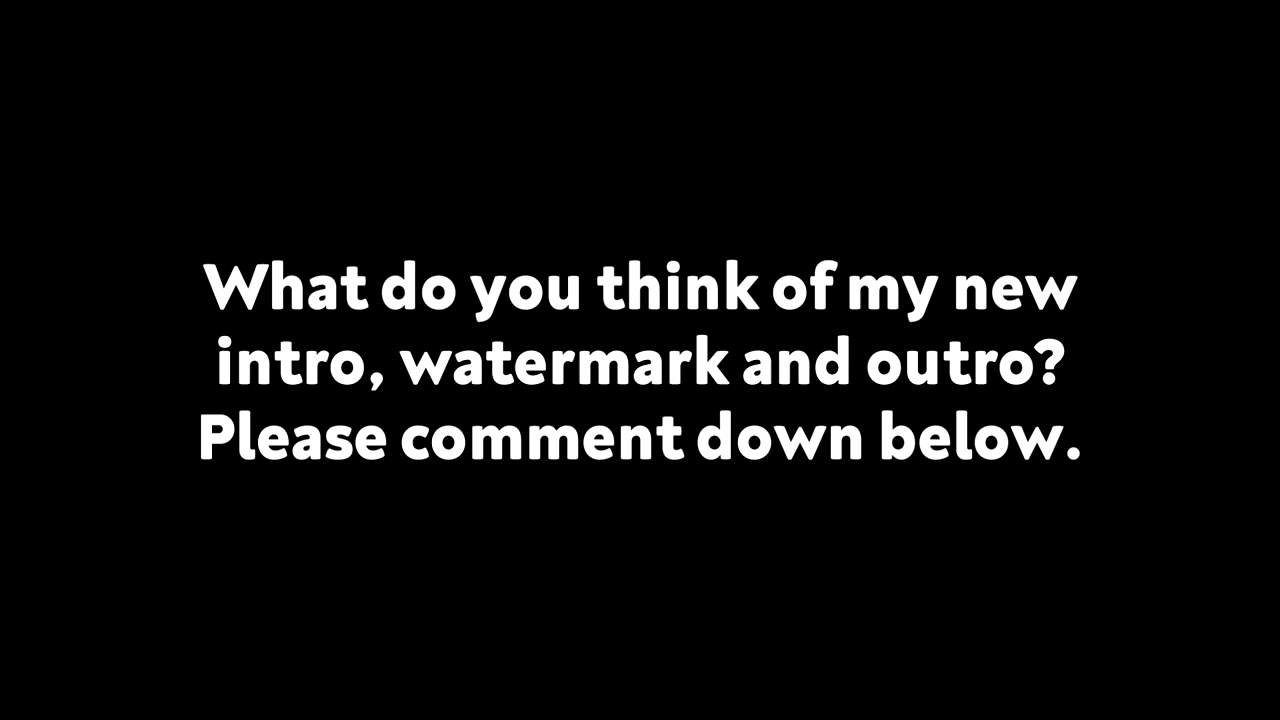 What do you think of my new
intro, watermark and outro?
Please comment down below.